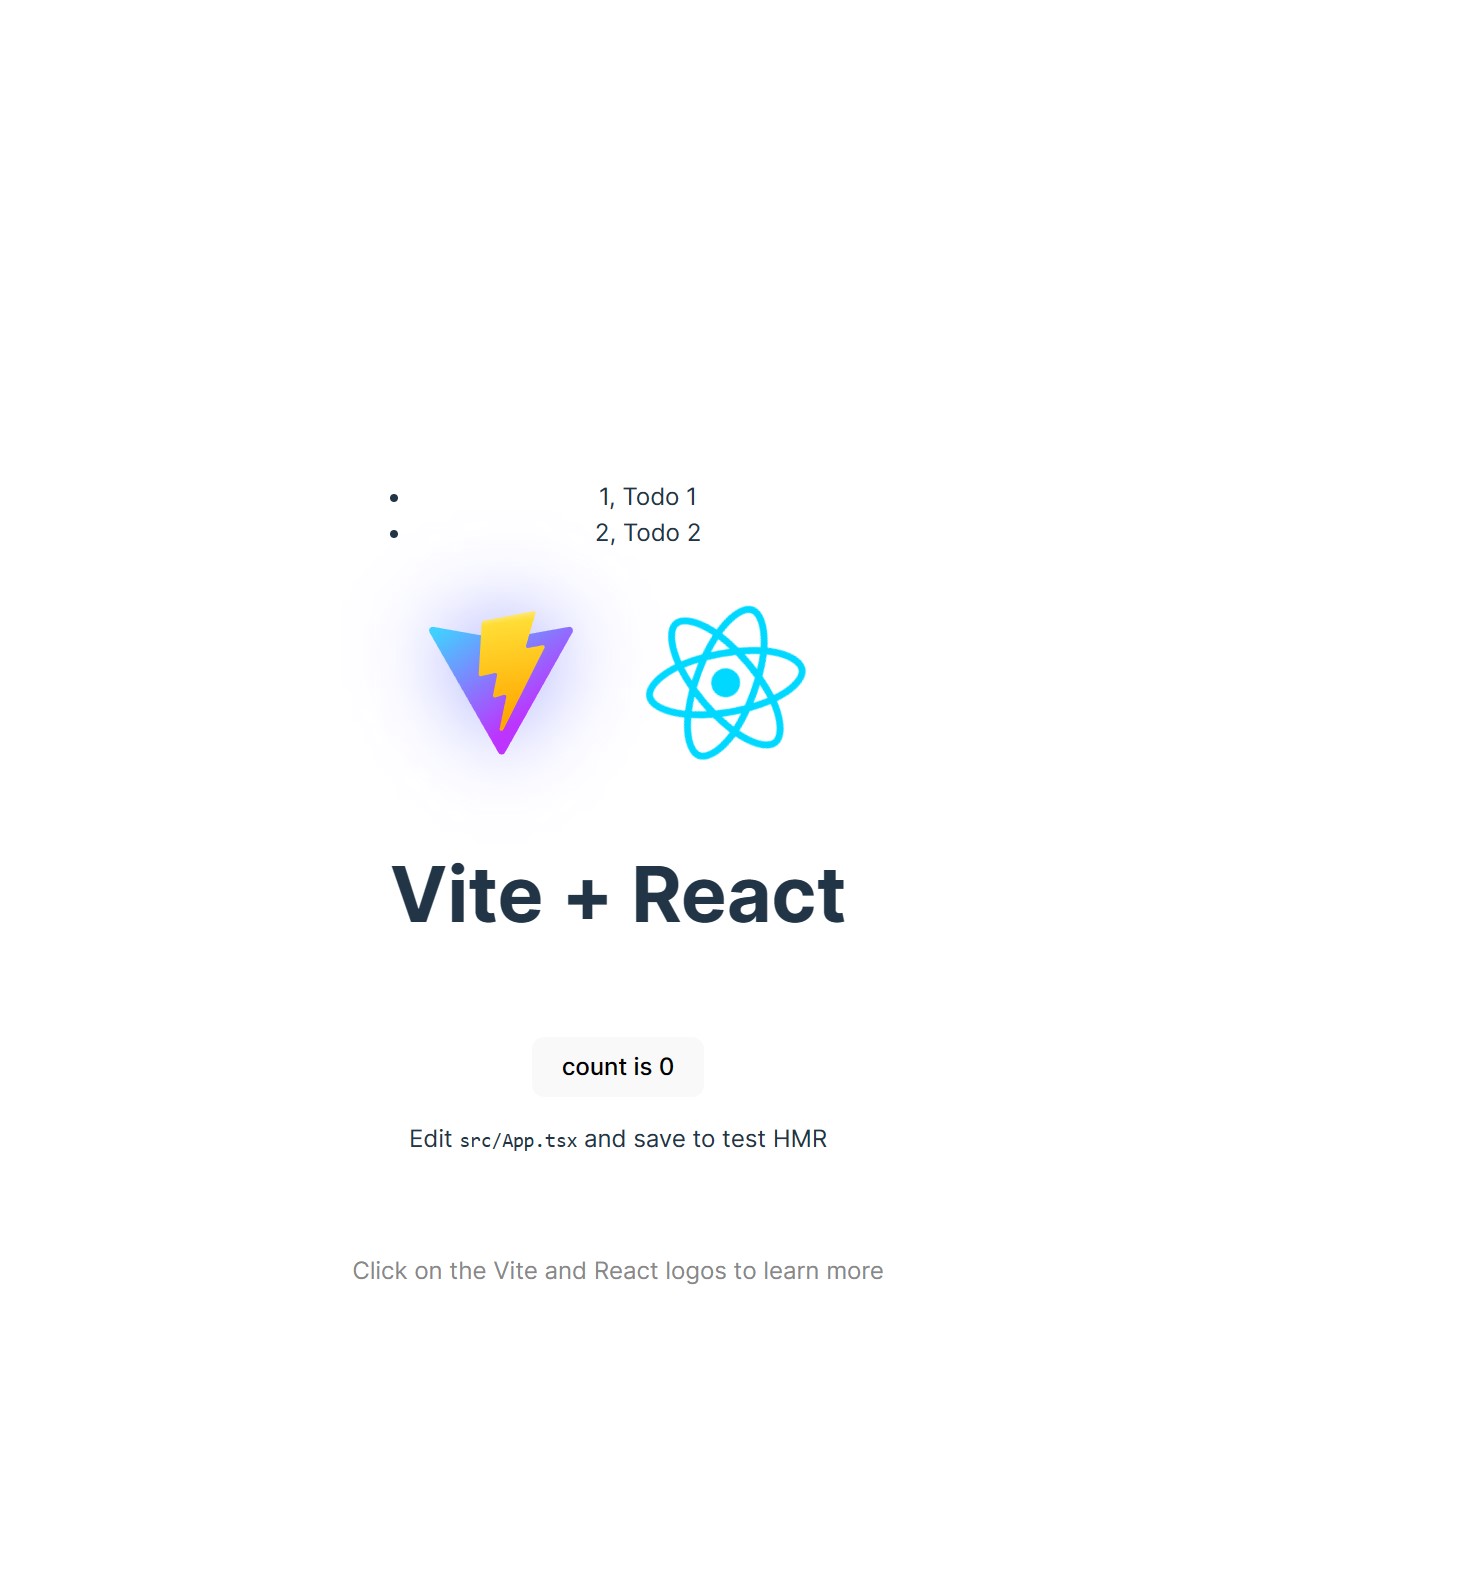 1, Todo 1
2, Todo 2
Vite + React
count is 0
Edit src/App.tsx and save to test HMR
Click on the Vite and React logos to learn more